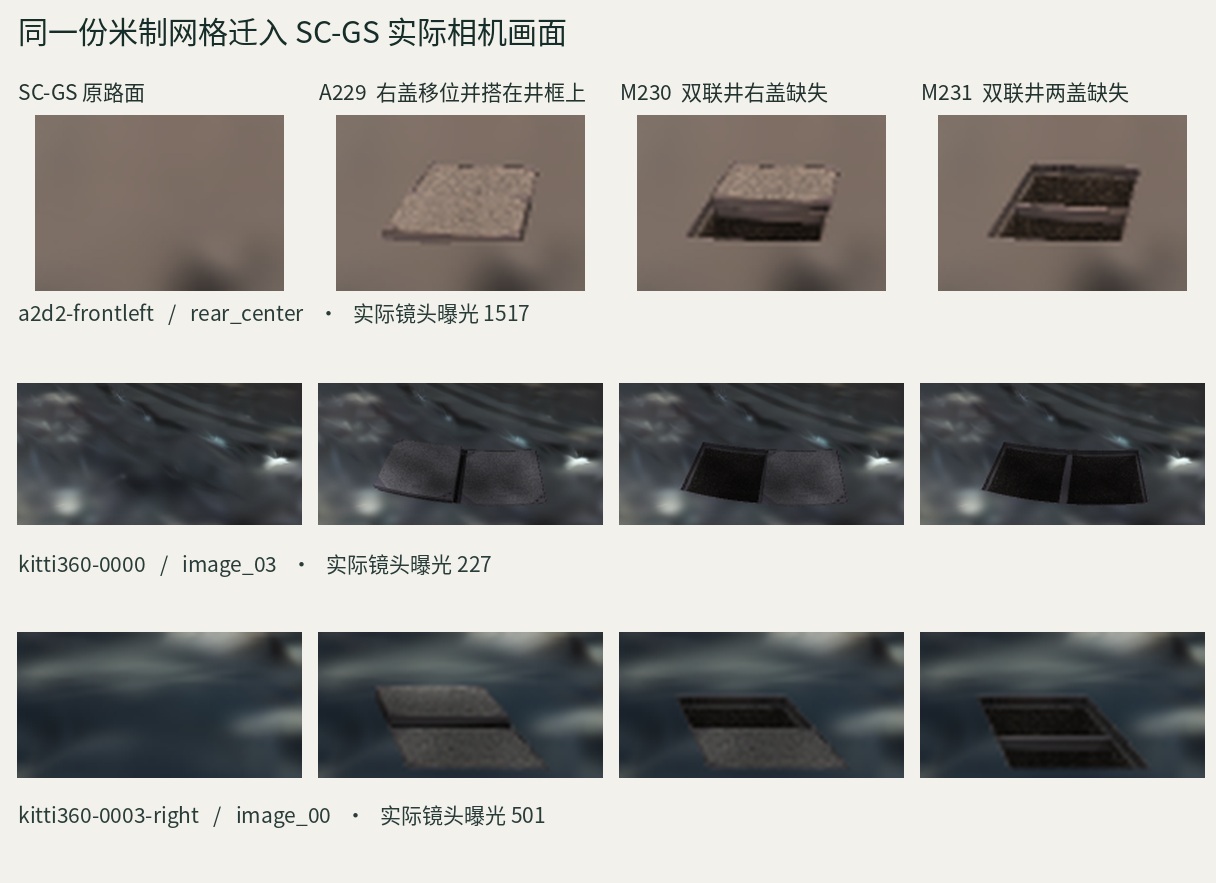 同一份米制网格迁入 SC-GS 实际相机画面
SC-GS 原路面
A229 右盖移位并搭在井框上
M230 双联井右盖缺失
M231 双联井两盖缺失
a2d2-frontleft / rear_center · 实际镜头曝光 1517
kitti360-0000 / image_03 · 实际镜头曝光 227
kitti360-0003-right / image_00 · 实际镜头曝光 501